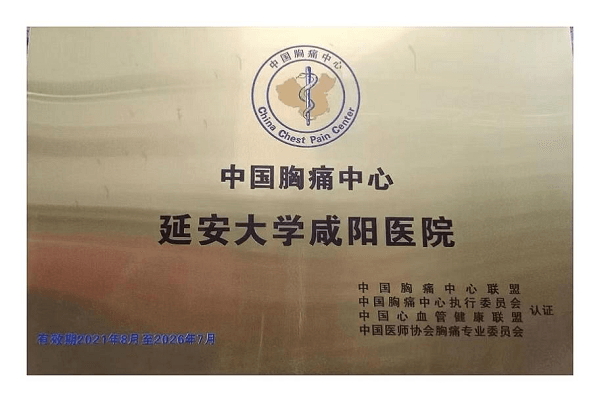 中国胸痛中心
China Chest Pain Center
中国胸痛中心
延安大学咸阳医院
中国胸痛中心联盟
中国胸痛中心执行委员会
中国心血管健康联盟
中国医师协会胸痛专业委员会
认证
有效期2021年8月至2026年7月